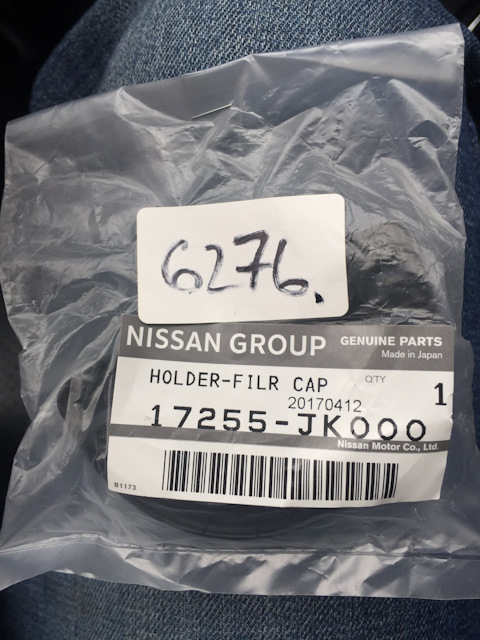 6276.
NISSAN GROUP
GENUINE PARTS
Made in Japan
HOLDER-FILR CAP
Q'TY
1
20170412
17255-JK000
Nissan Motor Co., Ltd.
B1173